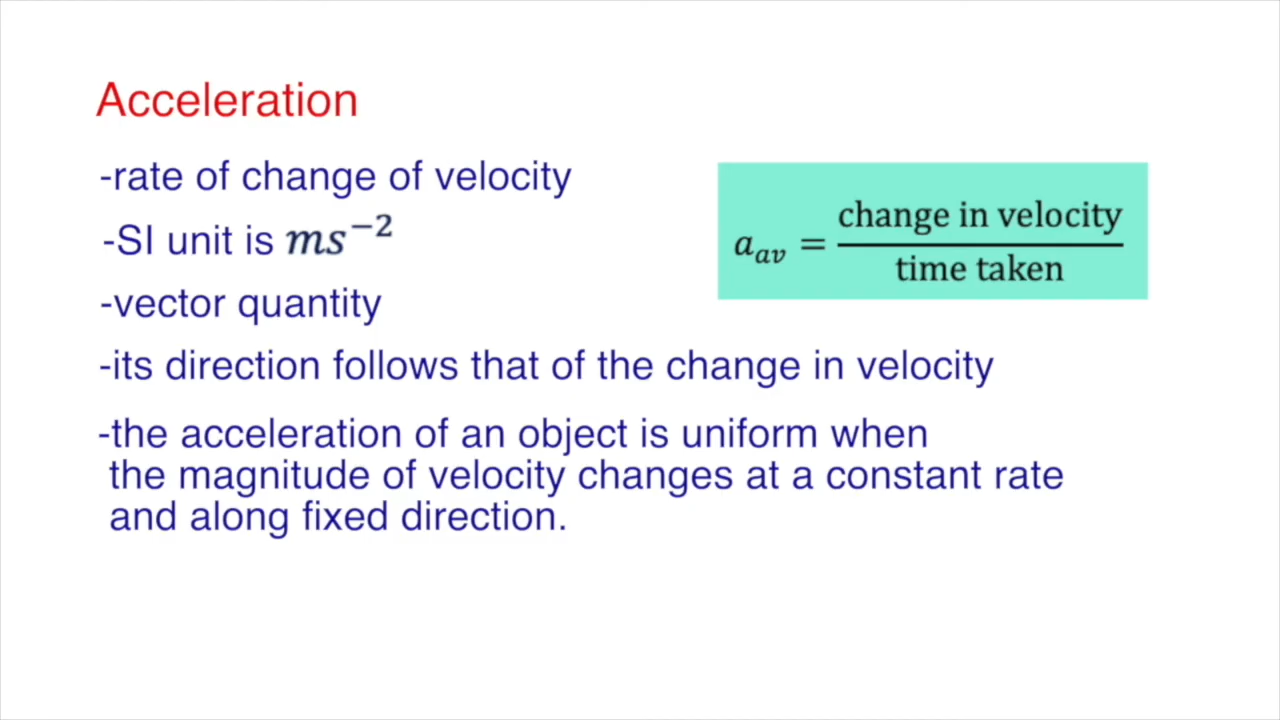 Acceleration
-rate of change of velocity
-SI unit is ms⁻²
-vector quantity
-its direction follows that of the change in velocity
-the acceleration of an object is uniform when
the magnitude of velocity changes at a constant rate
and along fixed direction.
a_av = change in velocity / time taken